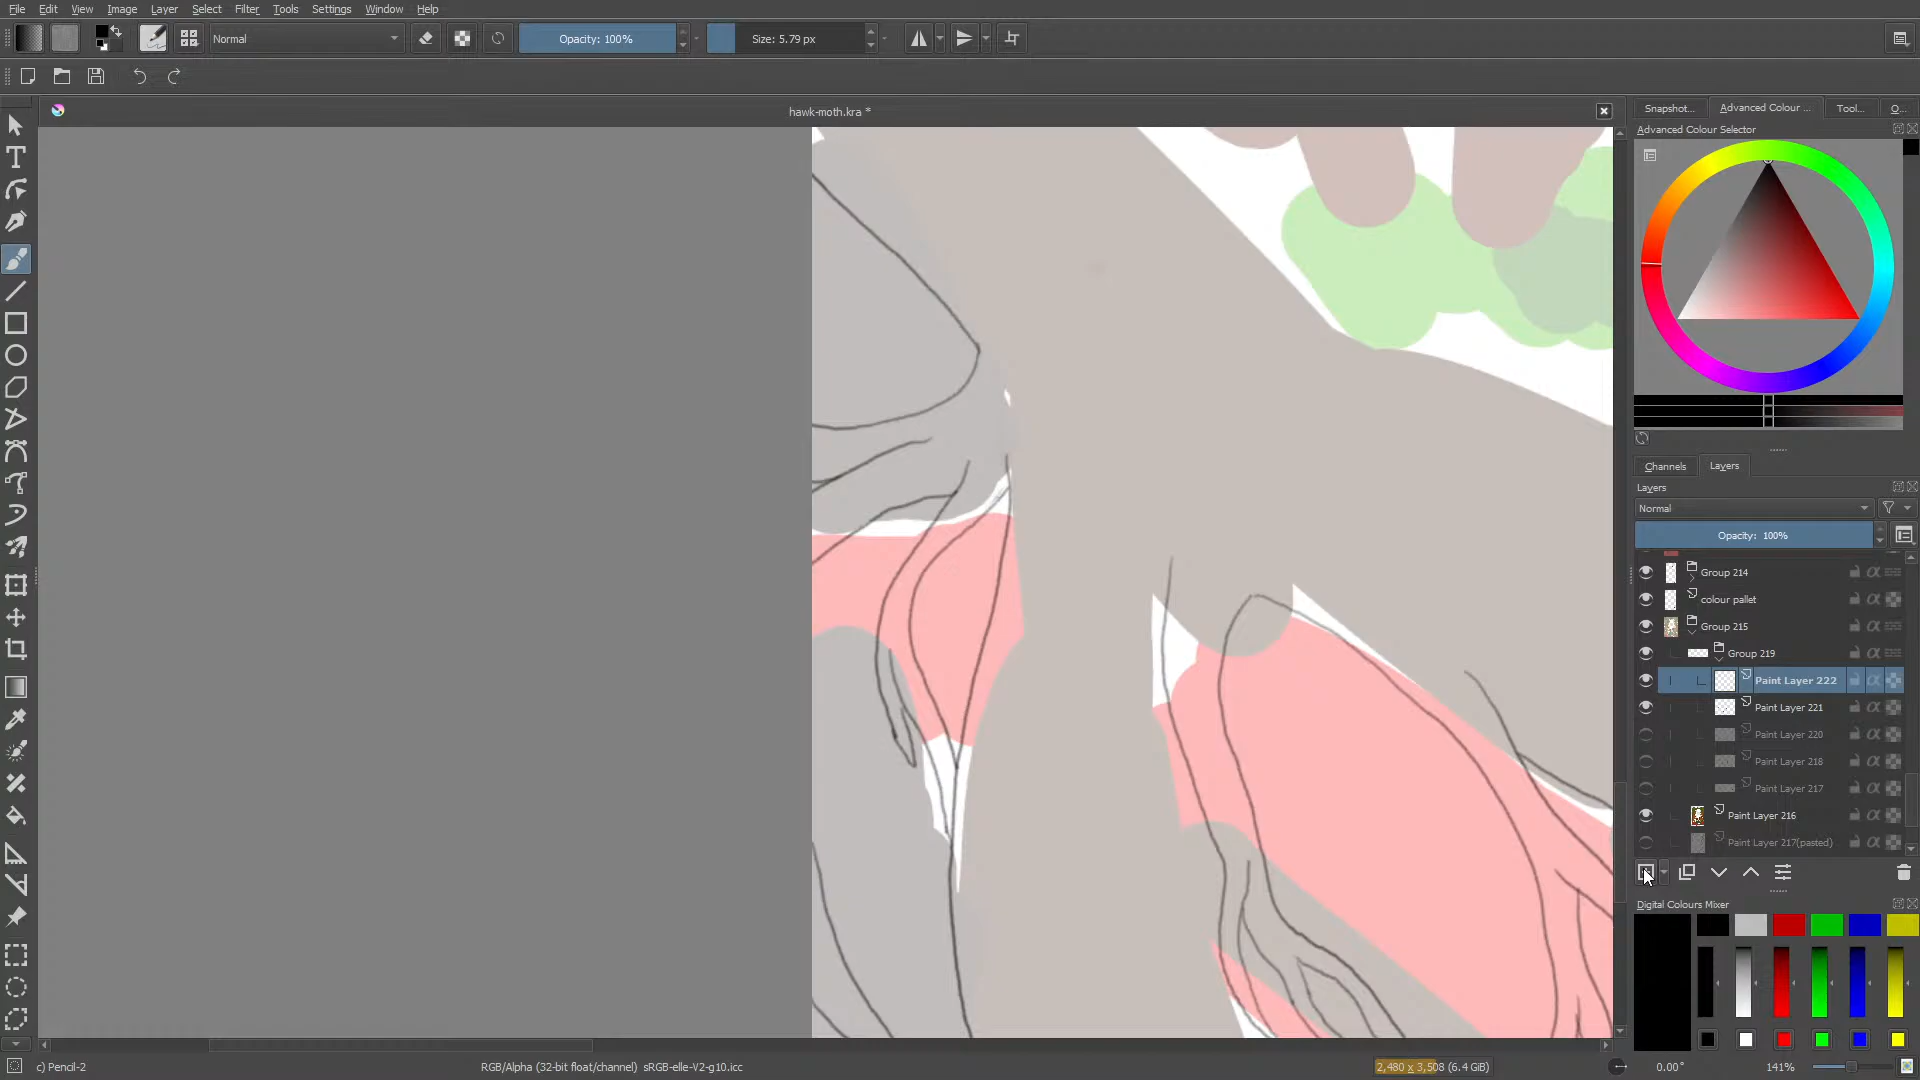 File Edit View Image Layer Select Filter Tools Settings Window Help
Normal Opacity: 100% Size: 5.79 px
hawk-moth.kra *
Snapshot... Advanced Colour ... Tool... O...
Advanced Colour Selector
Channels Layers
Layers
Normal
Opacity: 100%
Group 214
colour pallet
Group 215
Group 219
Paint Layer 222
Paint Layer 221
Paint Layer 220
Paint Layer 218
Paint Layer 217
Paint Layer 216
Paint Layer 217(pasted)
Digital Colours Mixer
c) Pencil-2 RGB/Alpha (32-bit float/channel) sRGB-elle-V2-g10.icc 2,480 x 3,508 (6.4 GiB) 0.00° 141%